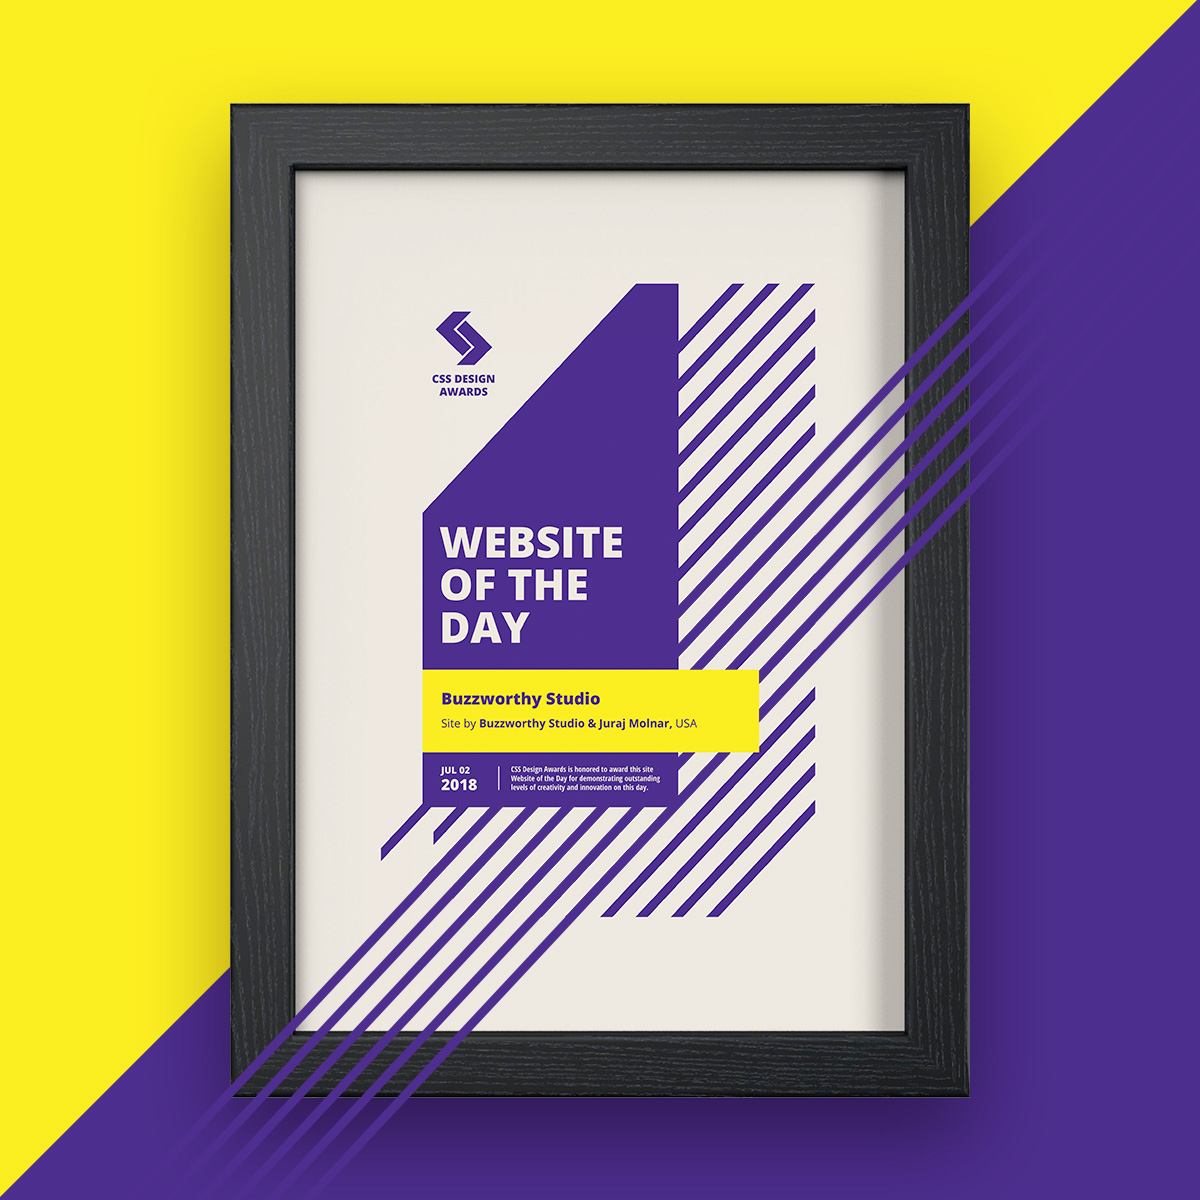 CSS DESIGN
AWARDS
WEBSITE
OF THE
DAY
Buzzworthy Studio
Site by Buzzworthy Studio & Juraj Molnar, USA
JUL 02
2018
CSS Design Awards is honored to award this site
Website of the Day for demonstrating outstanding
levels of creativity and innovation on this day.